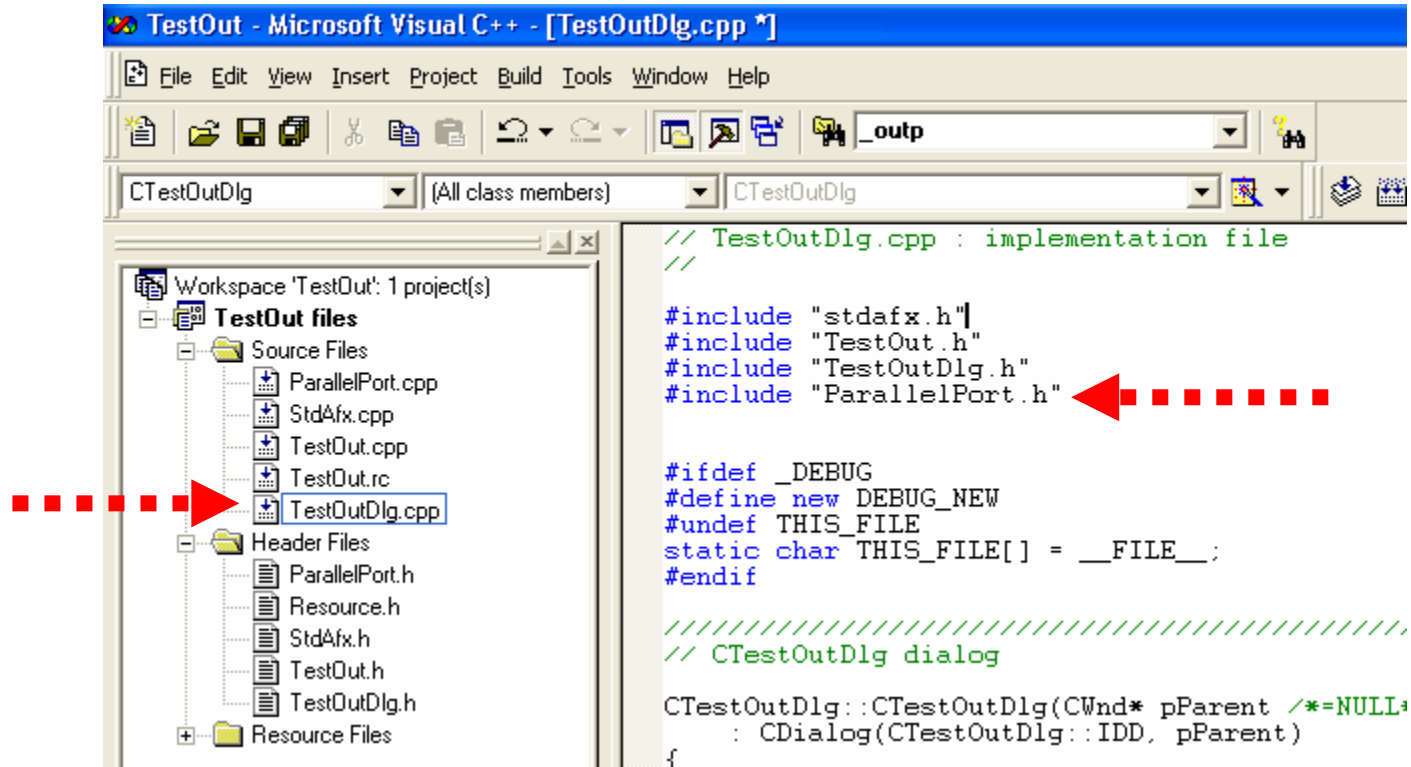 TestOut - Microsoft Visual C++ - [TestOutDlg.cpp *]
File Edit View Insert Project Build Tools Window Help
_outp
CTestOutDlg (All class members) CTestOutDlg
Workspace 'TestOut': 1 project(s)
TestOut files
Source Files
ParallelPort.cpp
StdAfx.cpp
TestOut.cpp
TestOut.rc
TestOutDlg.cpp
Header Files
ParallelPort.h
Resource.h
StdAfx.h
TestOut.h
TestOutDlg.h
Resource Files
// TestOutDlg.cpp : implementation file
//
#include "stdafx.h"
#include "TestOut.h"
#include "TestOutDlg.h"
#include "ParallelPort.h"
#ifdef _DEBUG
#define new DEBUG_NEW
#undef THIS_FILE
static char THIS_FILE[] = __FILE__;
#endif
/////////////////////////////////////////////////
// CTestOutDlg dialog
CTestOutDlg::CTestOutDlg(CWnd* pParent /*=NULL*
: CDialog(CTestOutDlg::IDD, pParent)
{